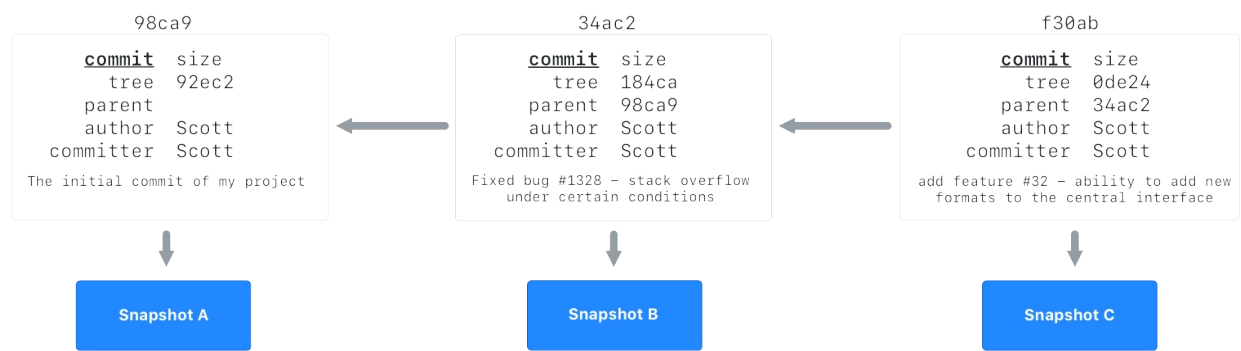 98ca9
commit size
tree 92ec2
parent
author Scott
committer Scott
The initial commit of my project
Snapshot A
34ac2
commit size
tree 184ca
parent 98ca9
author Scott
committer Scott
Fixed bug #1328 — stack overflow
under certain conditions
Snapshot B
f30ab
commit size
tree 0de24
parent 34ac2
author Scott
committer Scott
add feature #32 — ability to add new
formats to the central interface
Snapshot C